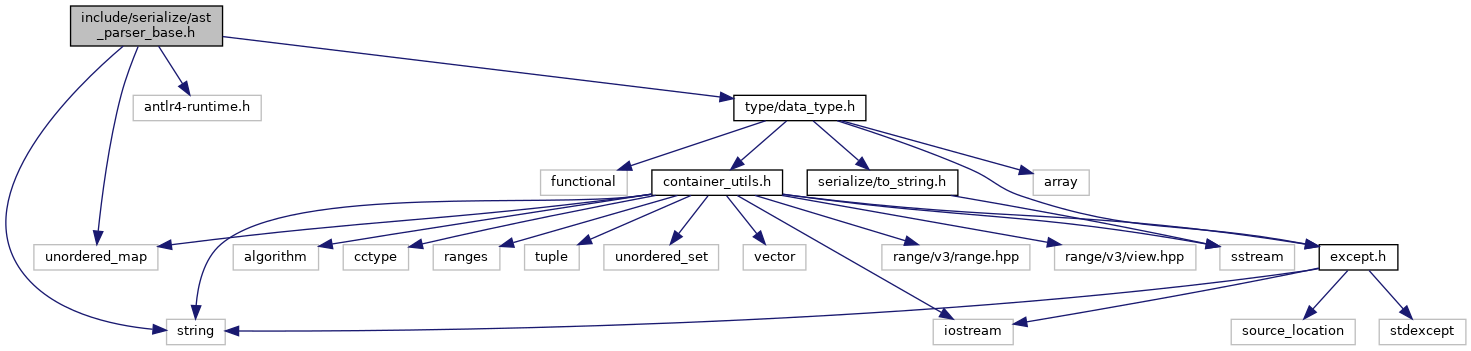 include/serialize/ast
_parser_base.h
antlr4-runtime.h
type/data_type.h
functional
container_utils.h
serialize/to_string.h
array
unordered_map
algorithm
cctype
ranges
tuple
unordered_set
vector
range/v3/range.hpp
range/v3/view.hpp
sstream
except.h
string
iostream
source_location
stdexcept